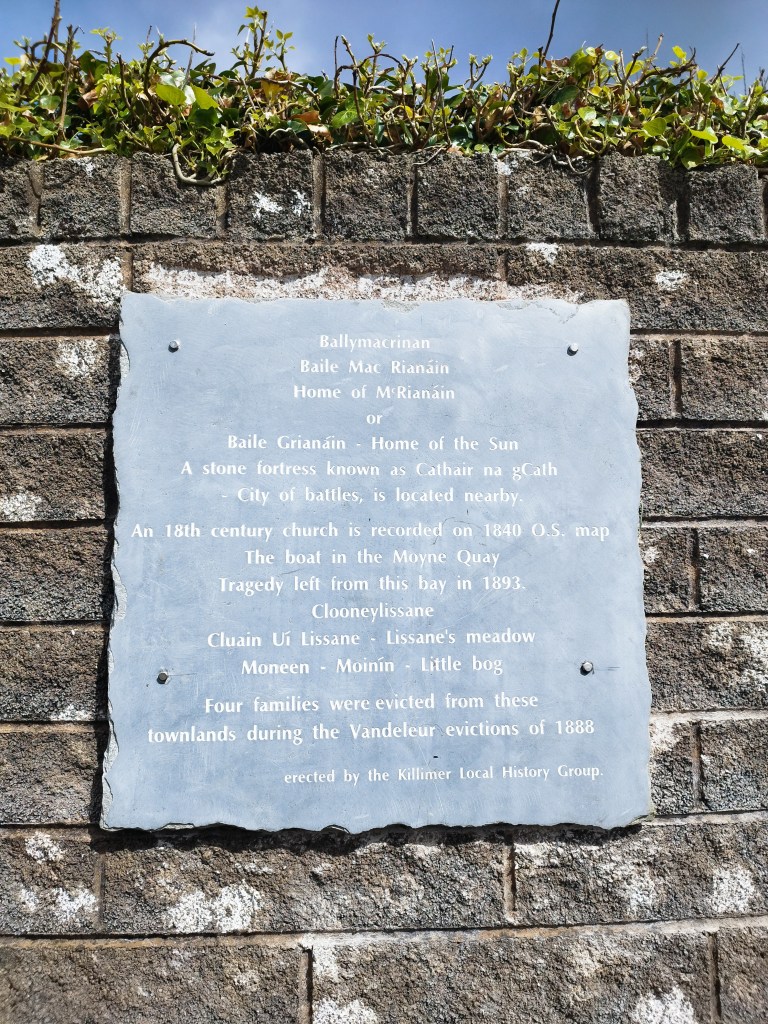 Ballymacrinan
Baile Mac Rianáin
Home of MᶜRianáin
or
Baile Grianáin - Home of the Sun
A stone fortress known as Cathair na gCath
- City of battles, is located nearby.
An 18th century church is recorded on 1840 O.S. map
The boat in the Moyne Quay
Tragedy left from this bay in 1893.
Clooneylissane
Cluain Uí Lissane - Lissane's meadow
Moneen - Moinín - Little bog
Four families were evicted from these
townlands during the Vandeleur evictions of 1888
erected by the Killimer Local History Group.